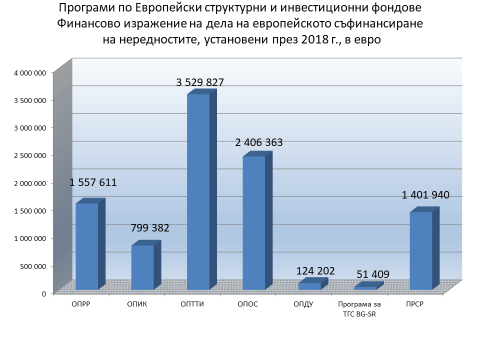 Програми по Европейски структурни и инвестиционни фондове
Финансово изражение на дела на европейското съфинансиране
на нередностите, установени през 2018 г., в евро
4 000 000
3 500 000
3 000 000
2 500 000
2 000 000
1 500 000
1 000 000
500 000
0
1 557 611
799 382
3 529 827
2 406 363
124 202
51 409
1 401 940
ОПРР
ОПИК
ОПТТИ
ОПОС
ОПДУ
Програма за
ТГС BG-SR
ПРСР